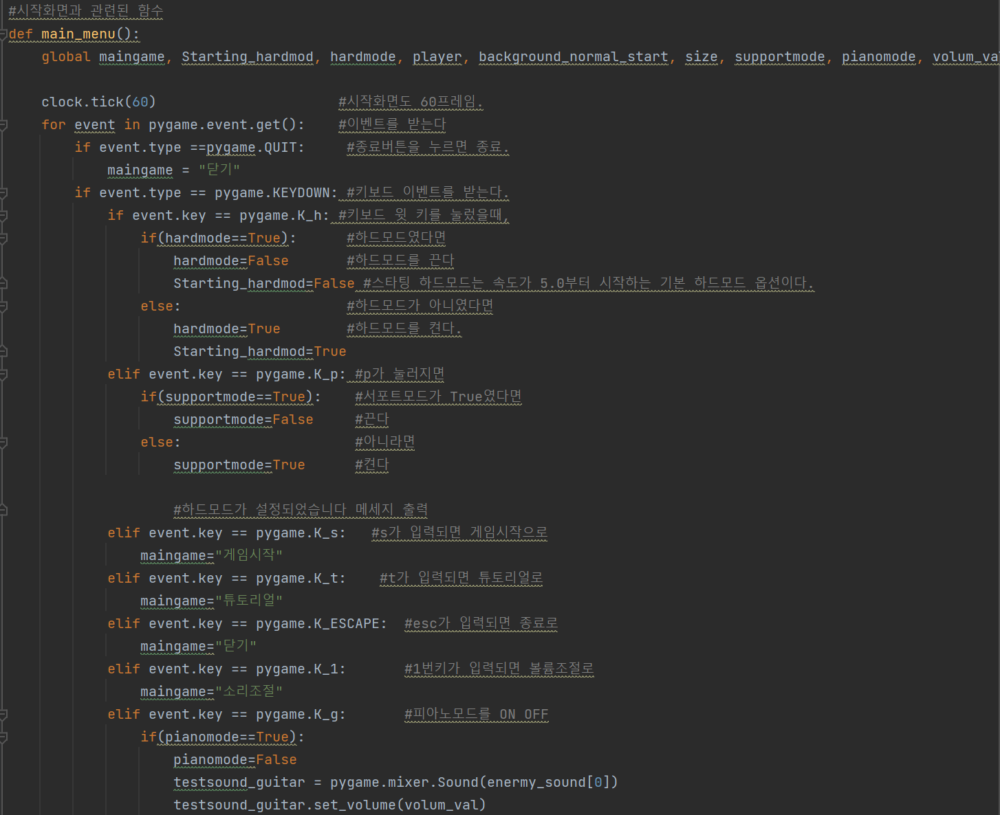 #시작화면과 관련된 함수
def main_menu():
    global maingame, Starting_hardmod, hardmode, player, background_normal_start, size, supportmode, pianomode,

    clock.tick(60)                      #시작화면도 60프레임.
    for event in pygame.event.get():    #이벤트를 받는다
        if event.type ==pygame.QUIT:     #종료버튼을 누르면 종료.
            maingame = "닫기"
        if event.type == pygame.KEYDOWN: #키보드 이벤트를 받는다.
            if event.key == pygame.K_h: #키보드 윗 키를 눌렀을때,
                if(hardmode==True):      #하드모드였다면
                    hardmode=False       #하드모드를 끈다
                    Starting_hardmod=False #스타팅 하드모드는 속도가 5.0부터 시작하는 기본 하드모드 옵션이다.
                else:                    #하드모드가 아니였다면
                    hardmode=True        #하드모드를 켠다.
                    Starting_hardmod=True
            elif event.key == pygame.K_p: #p가 눌러지면
                if(supportmode==True):    #서포트모드가 True였다면
                    supportmode=False     #끈다
                else:                     #아니라면
                    supportmode=True      #켠다

                    #하드모드가 설정되었습니다 메세지 출력
            elif event.key == pygame.K_s:   #s가 입력되면 게임시작으로
                maingame="게임시작"
            elif event.key == pygame.K_t:    #t가 입력되면 튜토리얼로
                maingame="튜토리얼"
            elif event.key == pygame.K_ESCAPE:  #esc가 입력되면 종료로
                maingame="닫기"
            elif event.key == pygame.K_1:       #1번키가 입력되면 볼륨조절로
                maingame="소리조절"
            elif event.key == pygame.K_g:       #피아노모드를 ON OFF
                if(pianomode==True):
                    pianomode=False
                    testsound_guitar = pygame.mixer.Sound(enermy_sound[0])
                    testsound_guitar.set_volume(volum_val)